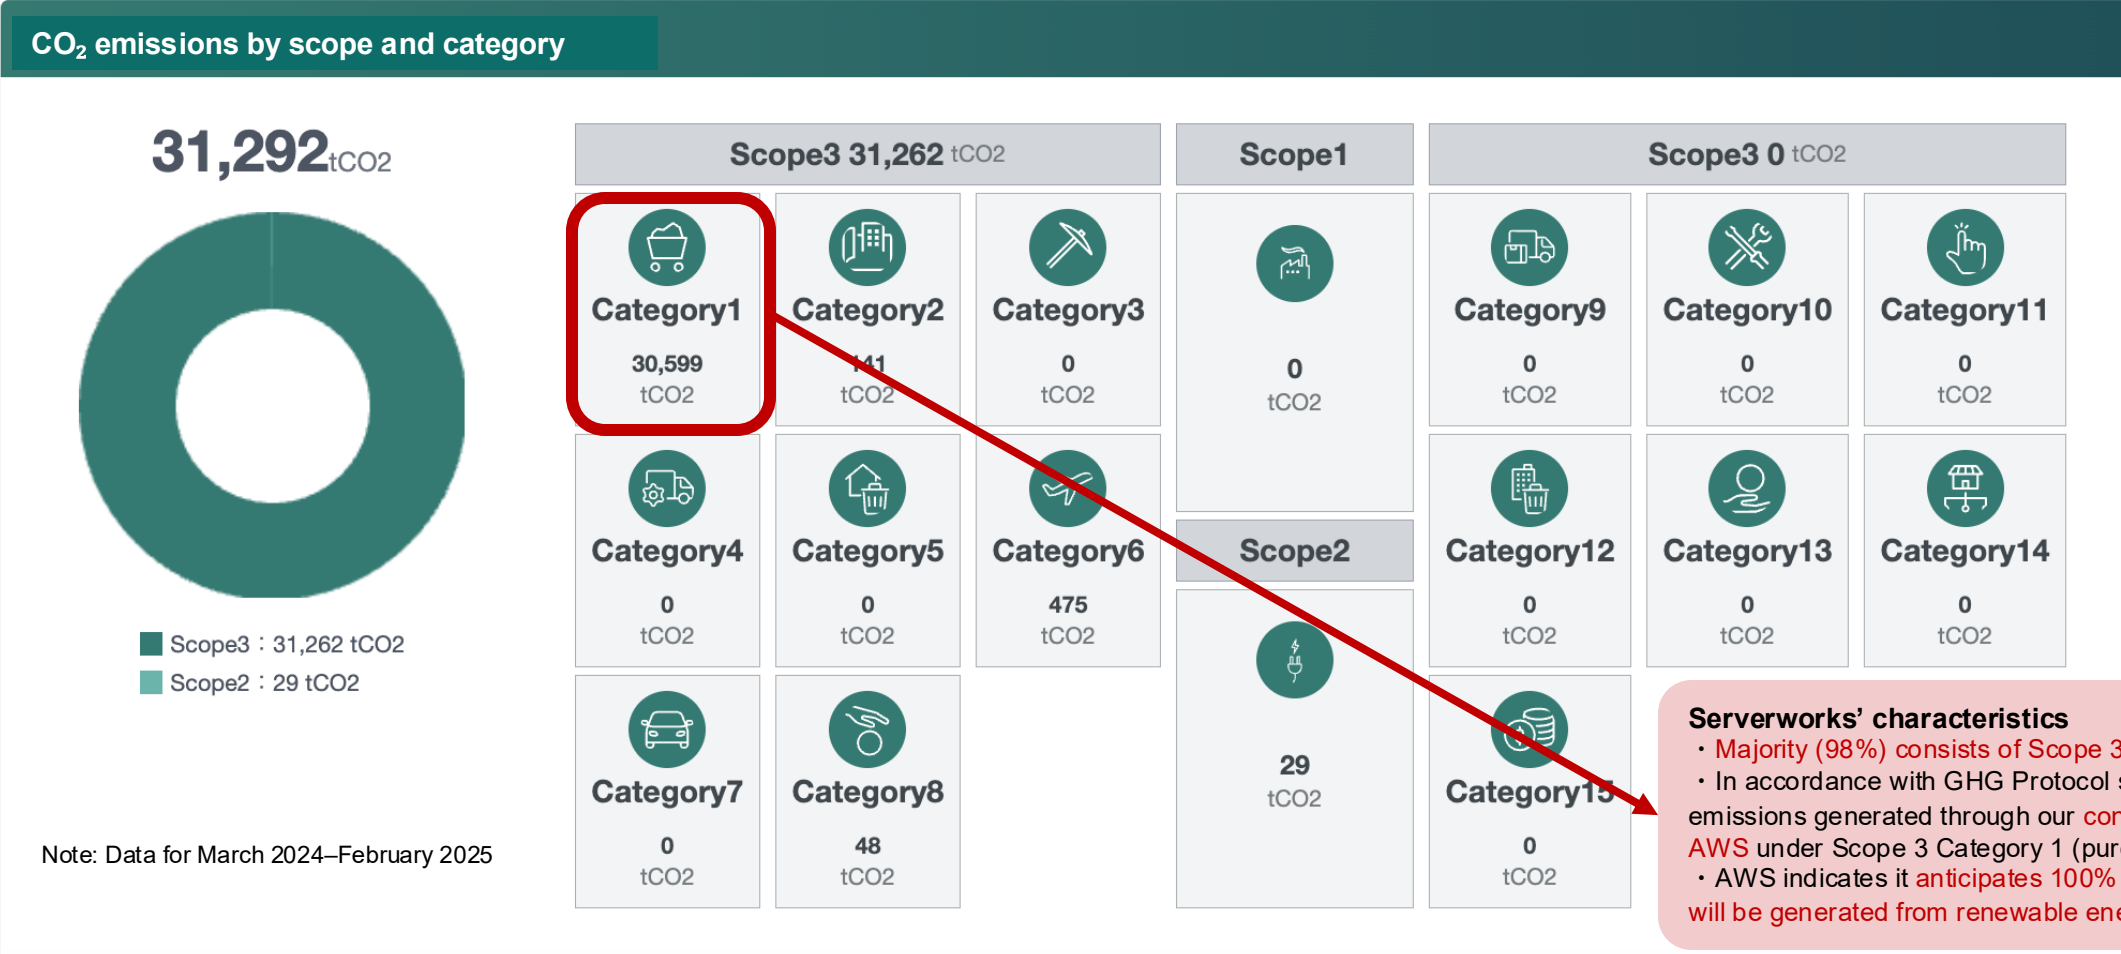 CO₂ emissions by scope and category
31,292tCO2
Scope3：31,262 tCO2
Scope2：29 tCO2
Note: Data for March 2024–February 2025
Scope3 31,262 tCO2
Category1
30,599
tCO2
Category2
141
tCO2
Category3
0
tCO2
Category4
0
tCO2
Category5
0
tCO2
Category6
475
tCO2
Category7
0
tCO2
Category8
48
tCO2
Scope1
0
tCO2
Scope2
29
tCO2
Scope3 0 tCO2
Category9
0
tCO2
Category10
0
tCO2
Category11
0
tCO2
Category12
0
tCO2
Category13
0
tCO2
Category14
0
tCO2
Category15
0
tCO2
Serverworks’ characteristics
・Majority (98%) consists of Scope 3
・In accordance with GHG Protocol
emissions generated through our
AWS under Scope 3 Category 1
・AWS indicates it anticipates 100%
will be generated from renewable